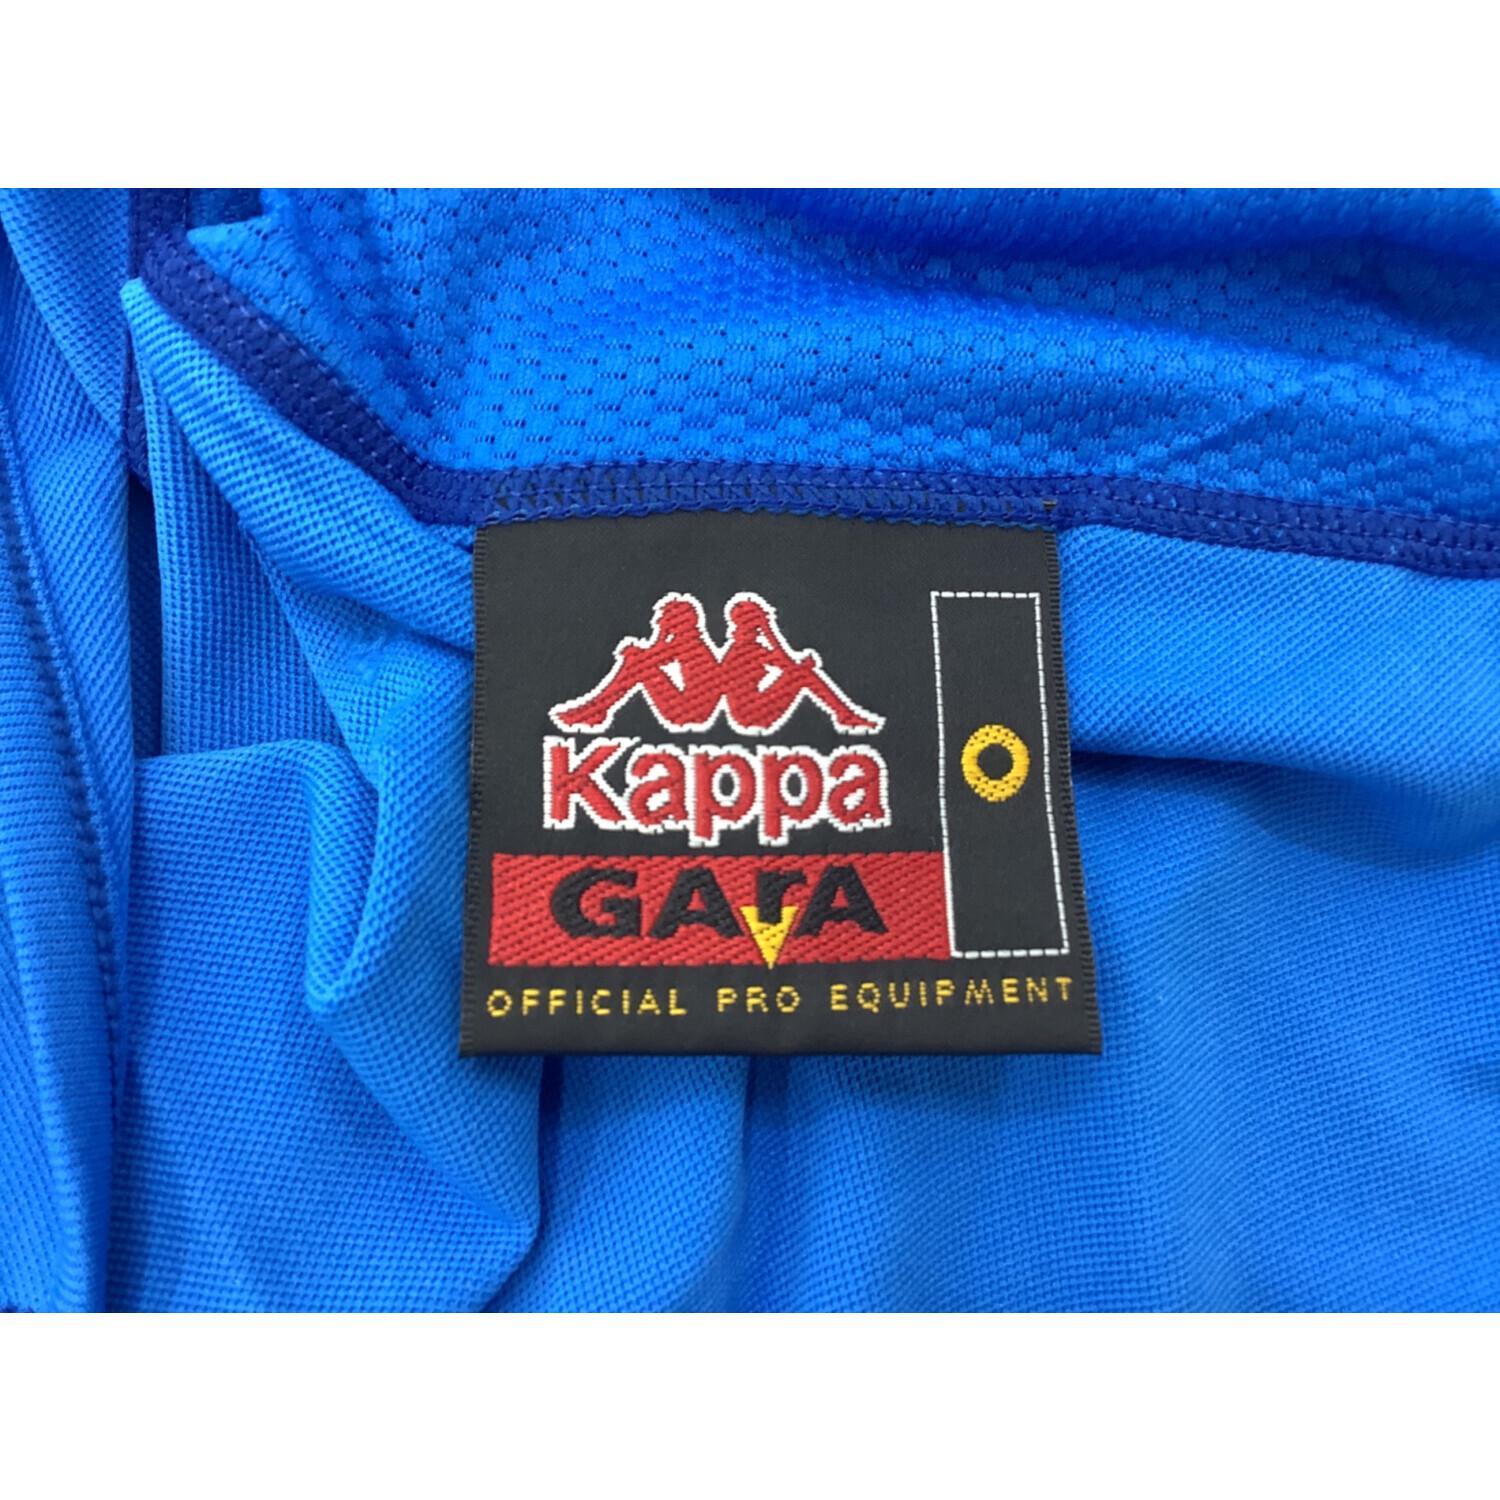 Kappa
GArA
O
OFFICIAL PRO EQUIPMENT